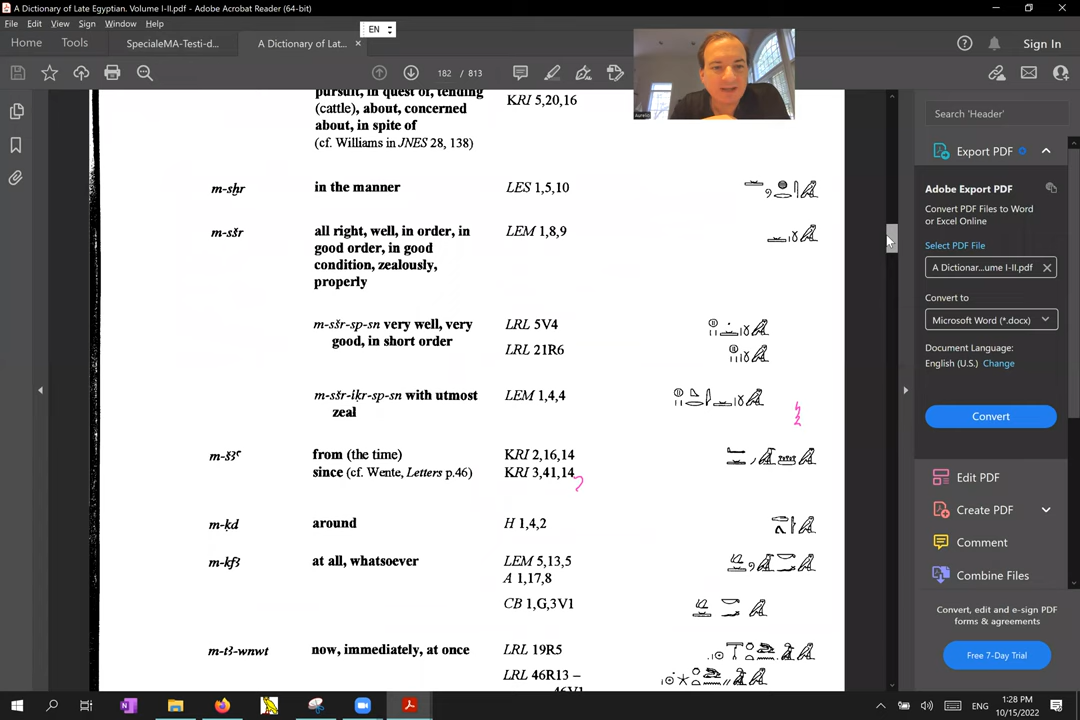 A Dictionary of Late Egyptian. Volume I-II.pdf - Adobe Acrobat Reader (64-bit)
File Edit View Sign Window Help
EN
Home Tools SpecialeMA-Testi-d... A Dictionary of Lat... × Sign In
182 / 813
pursuit, in quest of, tending
(cattle), about, concerned KRI 5,20,16
about, in spite of
(cf. Williams in JNES 28, 138)
m-sḫr in the manner LES 1,5,10
m-sšr all right, well, in order, in LEM 1,8,9
good order, in good
condition, zealously,
properly
m-sšr-sp-sn very well, very LRL 5V4
good, in short order
LRL 21R6
m-sšr-iḳr-sp-sn with utmost LEM 1,4,4
zeal
m-šꜣꜥ from (the time) KRI 2,16,14
since (cf. Wente, Letters p.46) KRI 3,41,14
m-ḳd around H 1,4,2
m-kfꜣ at all, whatsoever LEM 5,13,5
A 1,17,8
CB 1,G,3V1
m-tꜣ-wnwt now, immediately, at once LRL 19R5
LRL 46R13 –
46V1
Search 'Header'
Export PDF
Adobe Export PDF
Convert PDF Files to Word
or Excel Online
Select PDF File
A Dictionar...ume I-II.pdf ×
Convert to
Microsoft Word (*.docx)
Document Language:
English (U.S.) Change
Convert
Edit PDF
Create PDF
Comment
Combine Files
Convert, edit and e-sign PDF
forms & agreements
Free 7-Day Trial
Aurelio
ENG
1:28 PM
10/15/2022